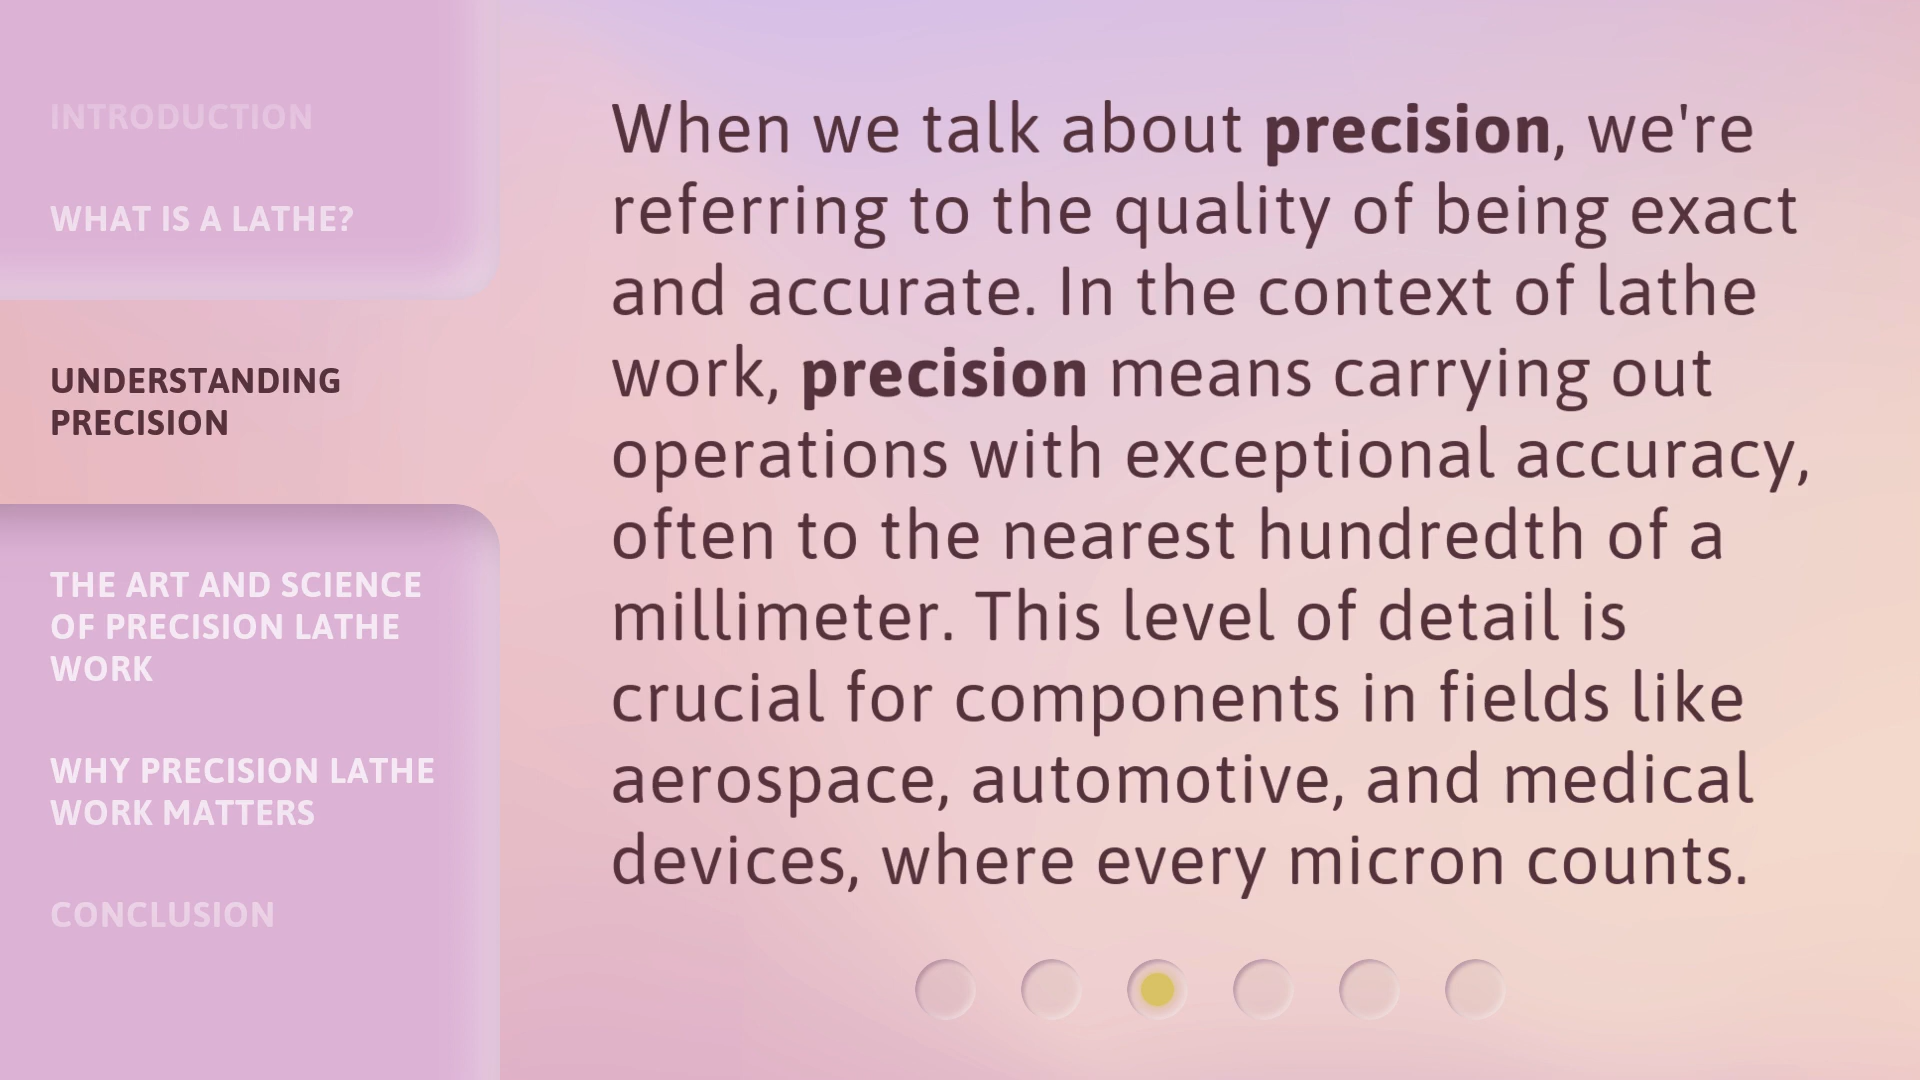 INTRODUCTION
WHAT IS A LATHE?
UNDERSTANDING
PRECISION
THE ART AND SCIENCE
OF PRECISION LATHE
WORK
WHY PRECISION LATHE
WORK MATTERS
CONCLUSION
When we talk about precision, we're
referring to the quality of being exact
and accurate. In the context of lathe
work, precision means carrying out
operations with exceptional accuracy,
often to the nearest hundredth of a
millimeter. This level of detail is
crucial for components in fields like
aerospace, automotive, and medical
devices, where every micron counts.